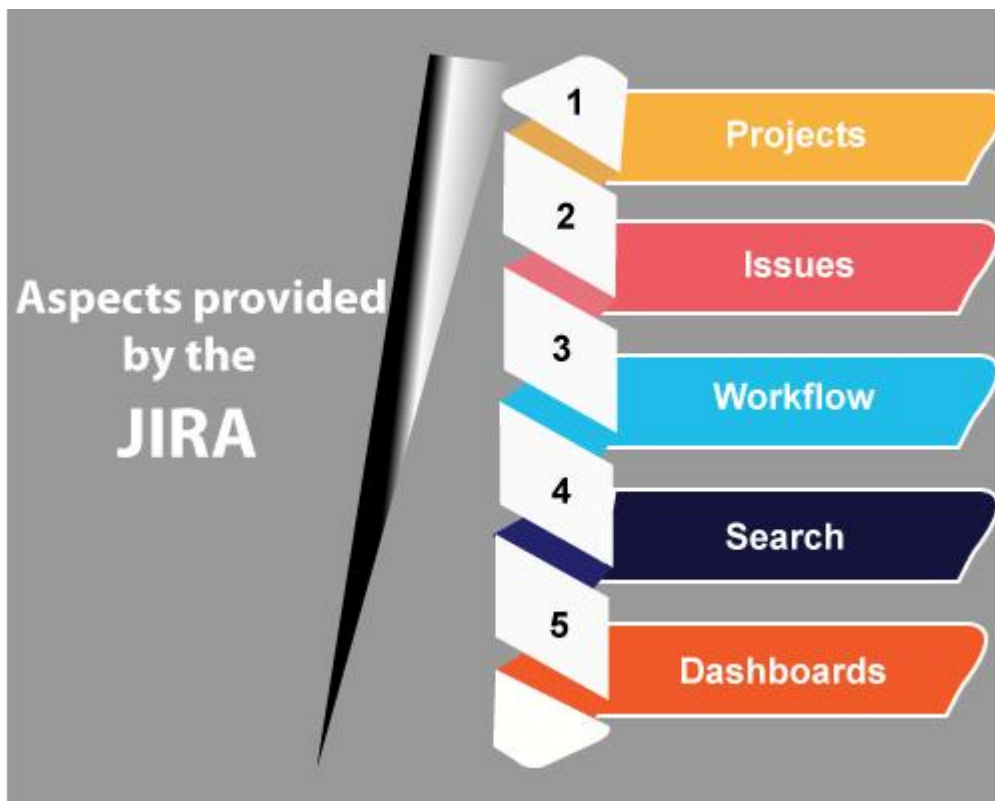 Aspects provided
by the
JIRA
1
Projects
2
Issues
3
Workflow
4
Search
5
Dashboards